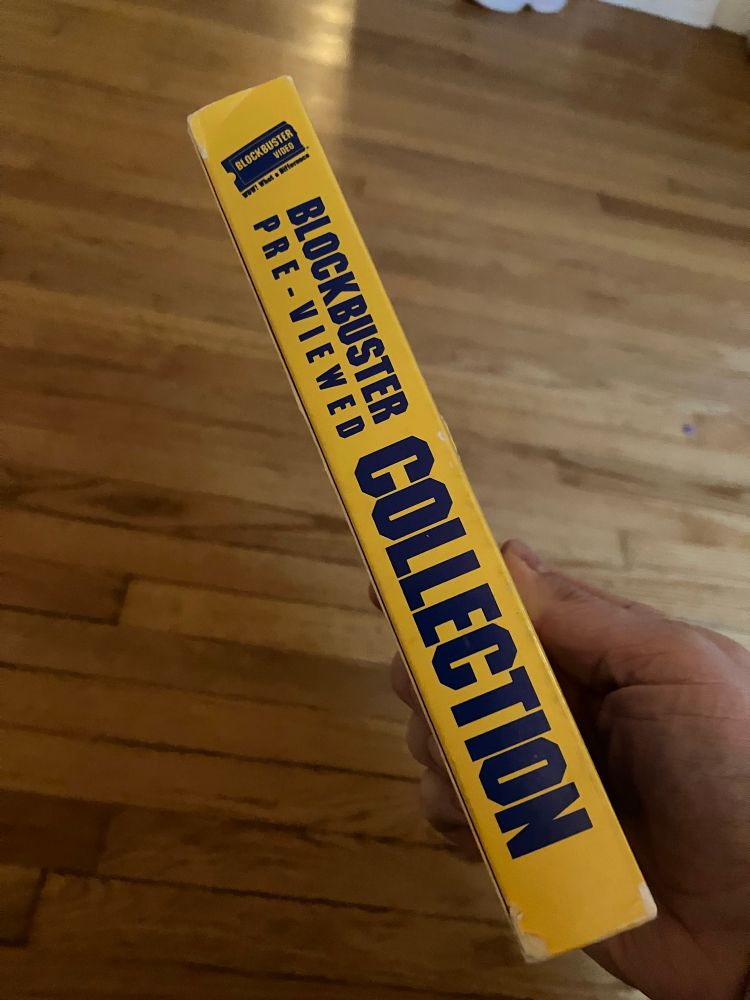 BLOCKBUSTER
VIDEO
Wow! What a Difference
BLOCKBUSTER
PRE-VIEWED
COLLECTION